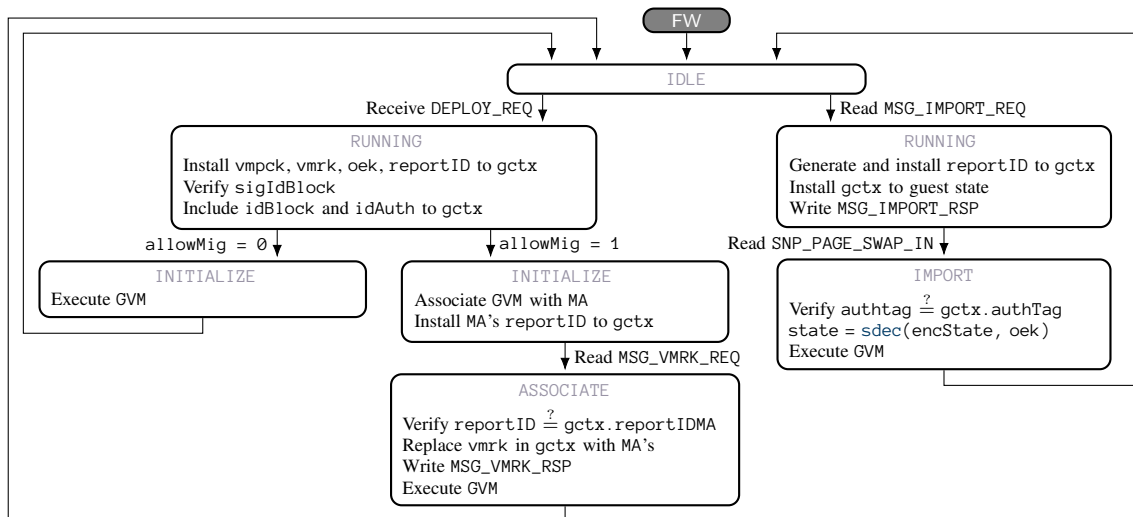 FW
IDLE
Receive DEPLOY_REQ
Read MSG_IMPORT_REQ
RUNNING
Install vmpck, vmrk, oek, reportID to gctx
Verify sigIdBlock
Include idBlock and idAuth to gctx
RUNNING
Generate and install reportID to gctx
Install gctx to guest state
Write MSG_IMPORT_RSP
allowMig = 0
allowMig = 1
Read SNP_PAGE_SWAP_IN
INITIALIZE
Execute GVM
INITIALIZE
Associate GVM with MA
Install MA's reportID to gctx
IMPORT
Verify authtag ?= gctx.authTag
state = sdec(encState, oek)
Execute GVM
Read MSG_VMRK_REQ
ASSOCIATE
Verify reportID ?= gctx.reportIDMA
Replace vmrk in gctx with MA's
Write MSG_VMRK_RSP
Execute GVM